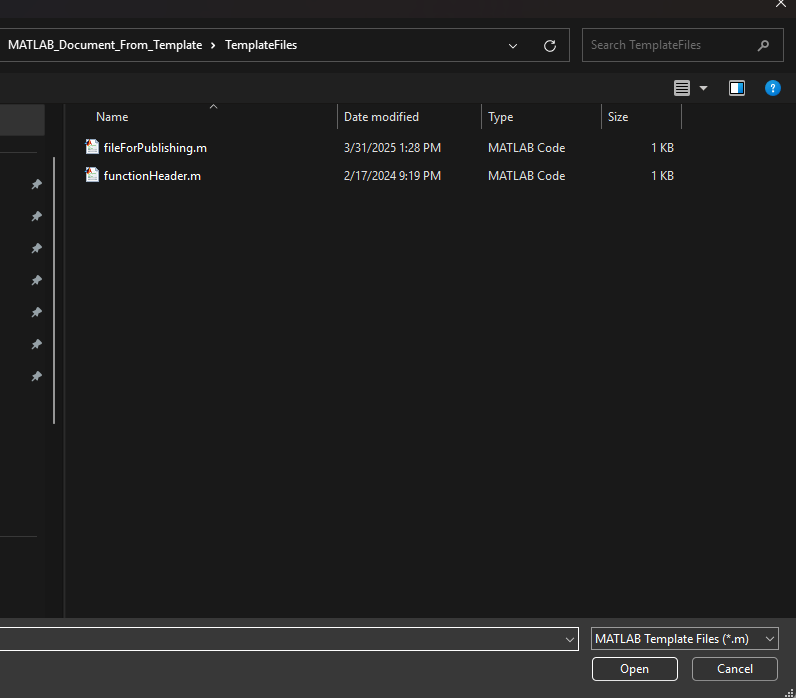 MATLAB_Document_From_Template > TemplateFiles Search TemplateFiles
?
Name Date modified Type Size
fileForPublishing.m 3/31/2025 1:28 PM MATLAB Code 1 KB
functionHeader.m 2/17/2024 9:19 PM MATLAB Code 1 KB
MATLAB Template Files (*.m)
Open Cancel